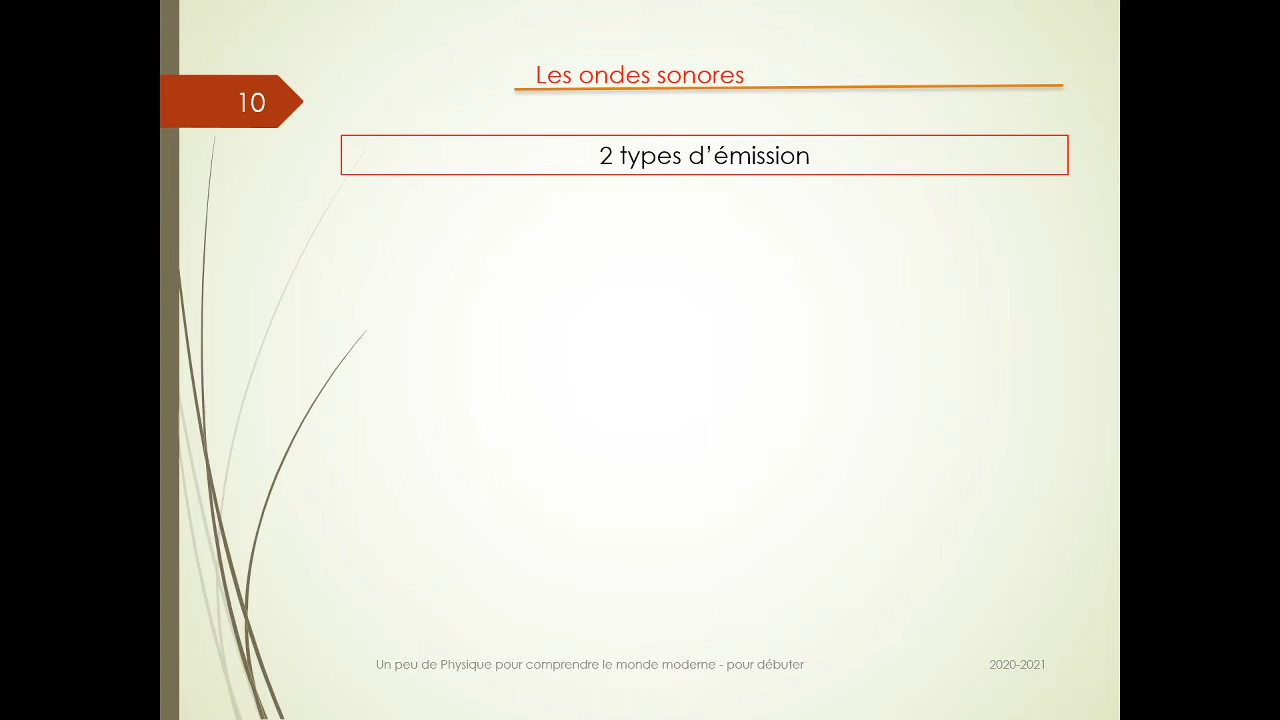 Les ondes sonores
10
2 types d’émission
Un peu de Physique pour comprendre le monde moderne - pour débuter
2020-2021